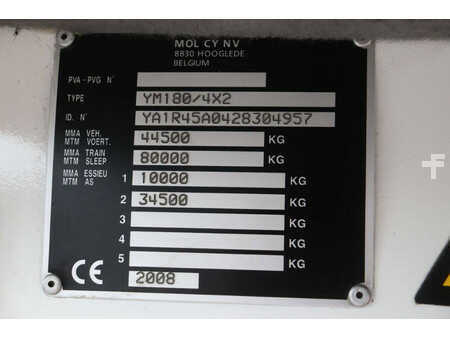 MOL CY NV
8830 HOOGLEDE
BELGIUM
PVA-PVG N°
TYPE YM180/4X2
ID. N° YA1R45A0428304957
MMA VEH. MTM VOERT. 44500 KG
MMA TRAIN MTM SLEEP 80000 KG
MMA ESSIEU MTM AS 1 10000 KG
2 34500 KG
3 KG
4 KG
5 KG
CE 2008
f